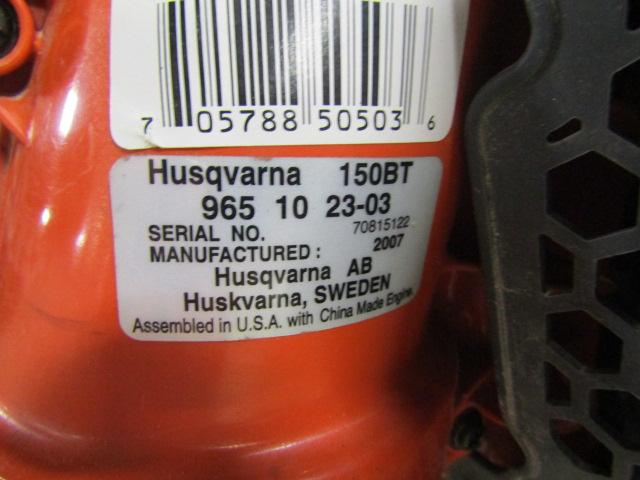 7 05788 50503 6
Husqvarna 150BT
965 10 23-03
SERIAL NO. 70815122
MANUFACTURED: 2007
Husqvarna AB
Huskvarna, SWEDEN
Assembled in U.S.A. with China Made Engine.